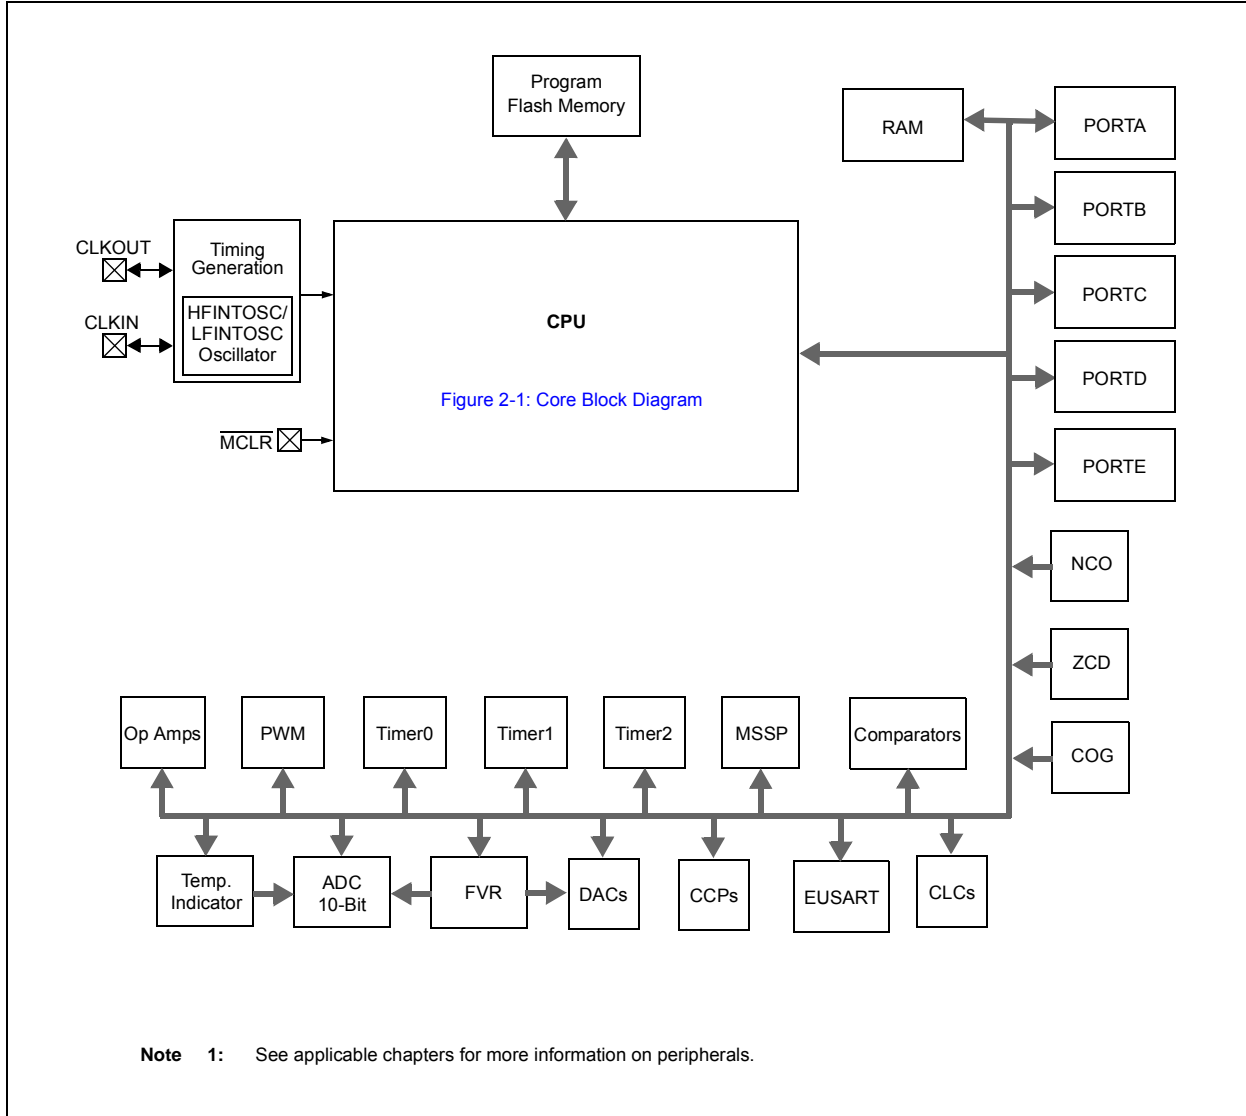 Program
Flash Memory
RAM
PORTA
PORTB
CLKOUT
Timing
Generation
PORTC
HFINTOSC/
LFINTOSC
Oscillator
CLKIN
CPU
PORTD
Figure 2-1: Core Block Diagram
MCLR
PORTE
NCO
ZCD
Op Amps
PWM
Timer0
Timer1
Timer2
MSSP
Comparators
COG
Temp.
Indicator
ADC
10-Bit
FVR
DACs
CCPs
EUSART
CLCs
Note 1: See applicable chapters for more information on peripherals.